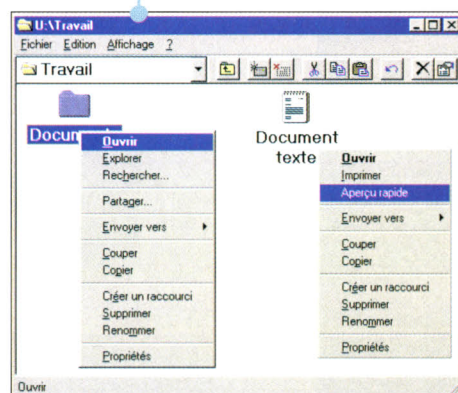 U:\Travail
Fichier Edition Affichage ?
Travail
Document
texte
Ouvrir
Explorer
Rechercher...
Partager...
Envoyer vers
Couper
Copier
Créer un raccourci
Supprimer
Renommer
Propriétés
Ouvrir
Imprimer
Aperçu rapide
Envoyer vers
Couper
Copier
Créer un raccourci
Supprimer
Renommer
Propriétés
Ouvrir